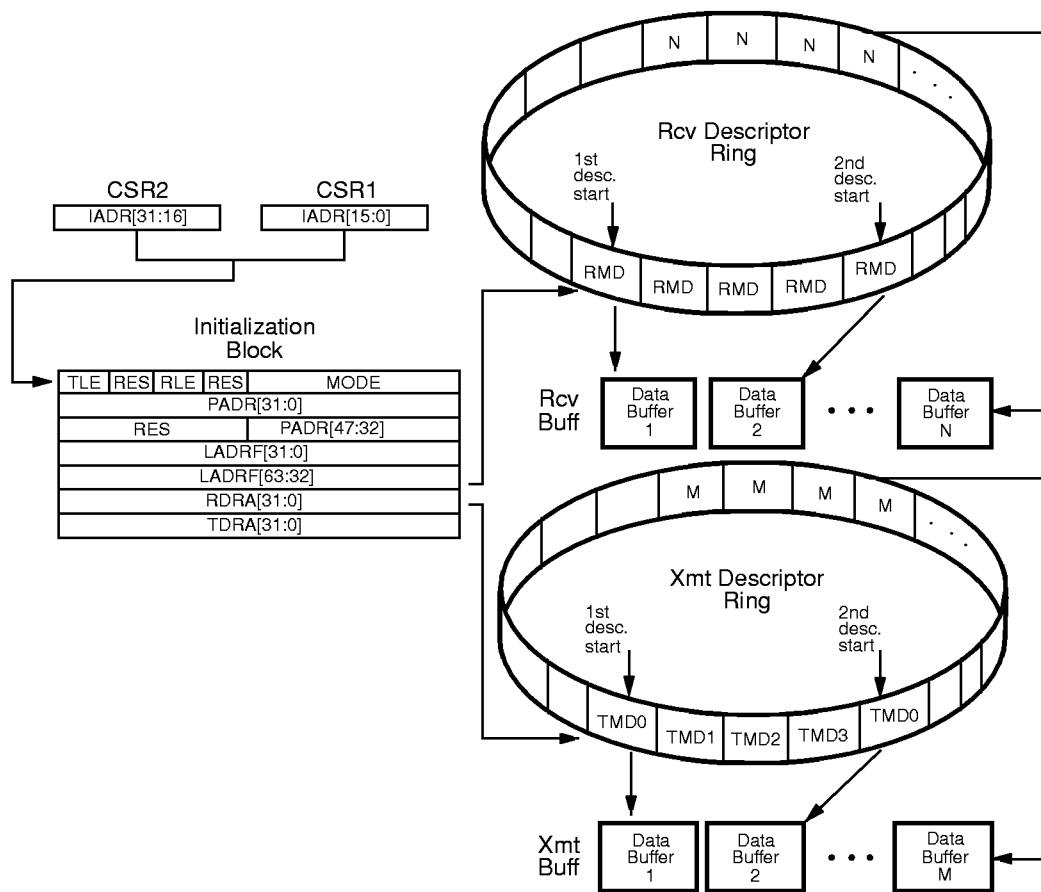 N N N N . . .
Rcv Descriptor
Ring
1st
desc.
start
2nd
desc.
start
RMD RMD RMD RMD RMD
CSR2
CSR1
IADR[31:16]
IADR[15:0]
Initialization
Block
TLE RES RLE RES MODE
PADR[31:0]
RES PADR[47:32]
LADRF[31:0]
LADRF[63:32]
RDRA[31:0]
TDRA[31:0]
Rcv
Buff
Data
Buffer
1
Data
Buffer
2
• • •
Data
Buffer
N
M M M M . . .
Xmt Descriptor
Ring
1st
desc.
start
2nd
desc.
start
TMD0 TMD1 TMD2 TMD3 TMD0
Xmt
Buff
Data
Buffer
1
Data
Buffer
2
• • •
Data
Buffer
M